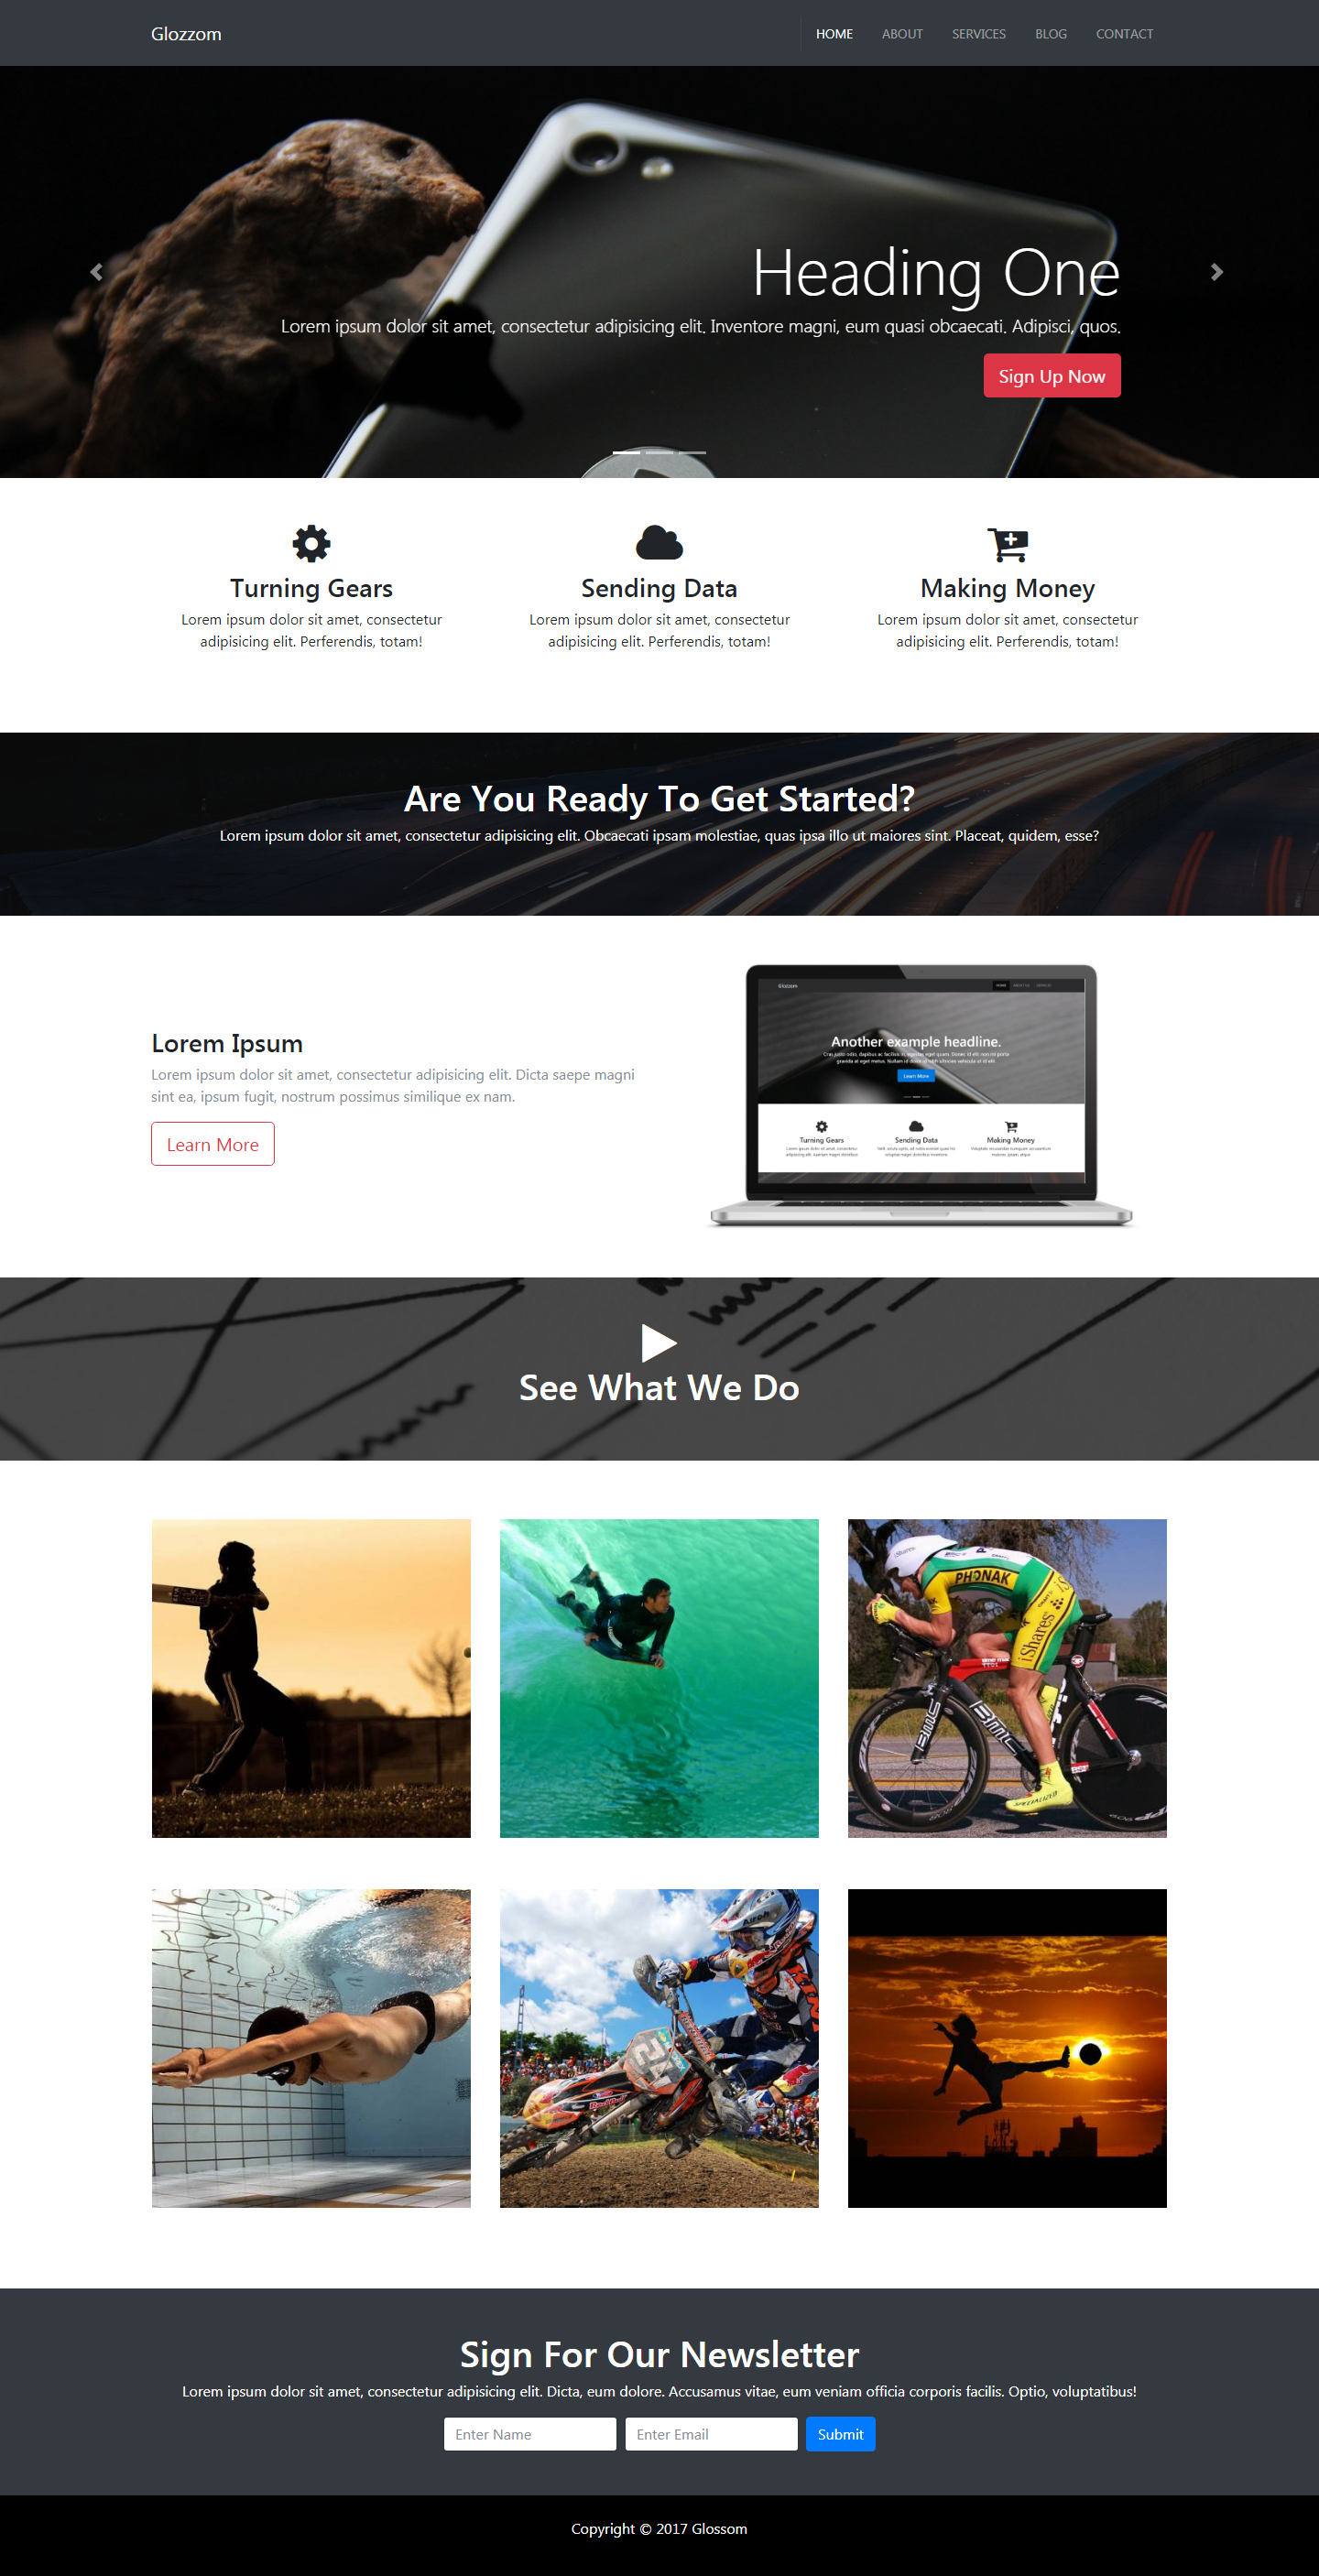 Glozzom
HOME ABOUT SERVICES BLOG CONTACT
Heading One
Lorem ipsum dolor sit amet, consectetur adipisicing elit. Inventore magni, eum quasi obcaecati. Adipisci, quos.
Sign Up Now
Turning Gears
Lorem ipsum dolor sit amet, consectetur
adipisicing elit. Perferendis, totam!
Sending Data
Lorem ipsum dolor sit amet, consectetur
adipisicing elit. Perferendis, totam!
Making Money
Lorem ipsum dolor sit amet, consectetur
adipisicing elit. Perferendis, totam!
Are You Ready To Get Started?
Lorem ipsum dolor sit amet, consectetur adipisicing elit. Obcaecati ipsam molestiae, quas ipsa illo ut maiores sint. Placeat, quidem, esse?
Lorem Ipsum
Lorem ipsum dolor sit amet, consectetur adipisicing elit. Dicta saepe magni
sint ea, ipsum fugit, nostrum possimus similique ex nam.
Learn More
Glozzom
Another example headline.
Learn More
Turning Gears
Sending Data
Making Money
See What We Do
PHONAK
iShares
BMC
SPECIALIZED
Sign For Our Newsletter
Lorem ipsum dolor sit amet, consectetur adipisicing elit. Dicta, eum dolore. Accusamus vitae, eum veniam officia corporis facilis. Optio, voluptatibus!
Enter Name
Enter Email
Submit
Copyright © 2017 Glossom